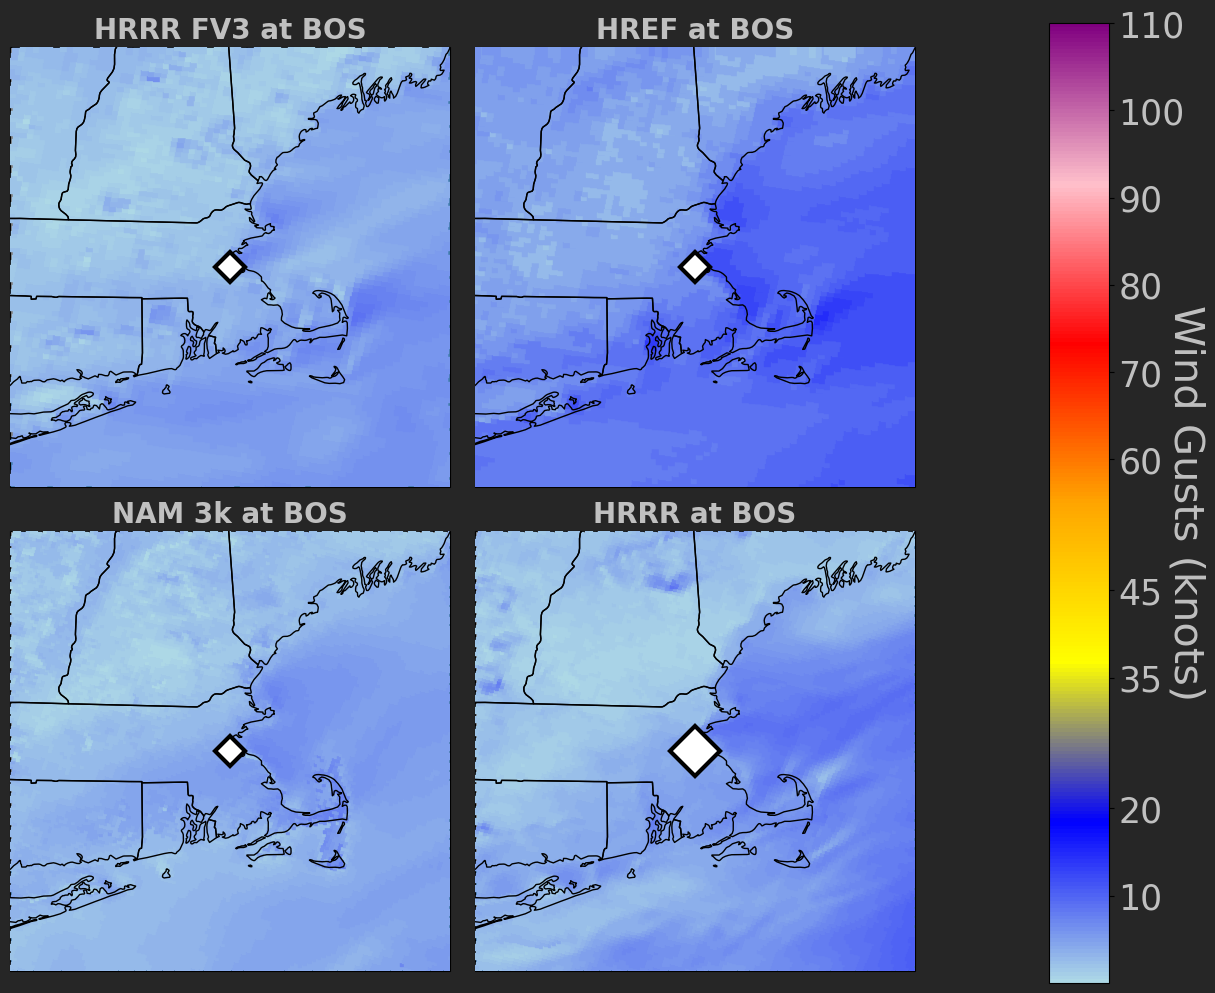 HRRR FV3 at BOS
HREF at BOS
NAM 3k at BOS
HRRR at BOS
110
100
90
80
70
60
45
35
20
10
Wind Gusts (knots)